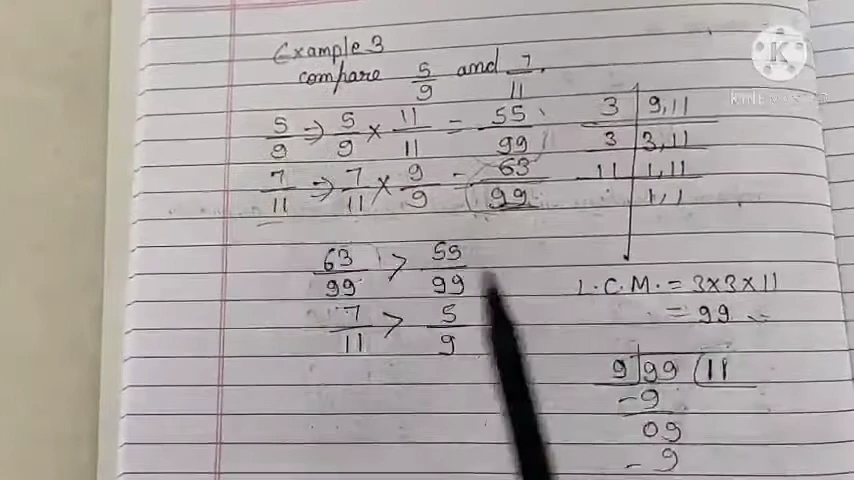 Example 3
compare 5/9 and 7/11.
5/9 ⇒ 5/9 × 11/11 = 55/99
7/11 ⇒ 7/11 × 9/9 = 63/99
63/99 > 55/99
7/11 > 5/9
3 | 9,11
3 | 3,11
11 | 1,11
1,1
L.C.M. = 3×3×11
= 99
9 | 99 ( 11
-9
09
-9
KINEMASTER